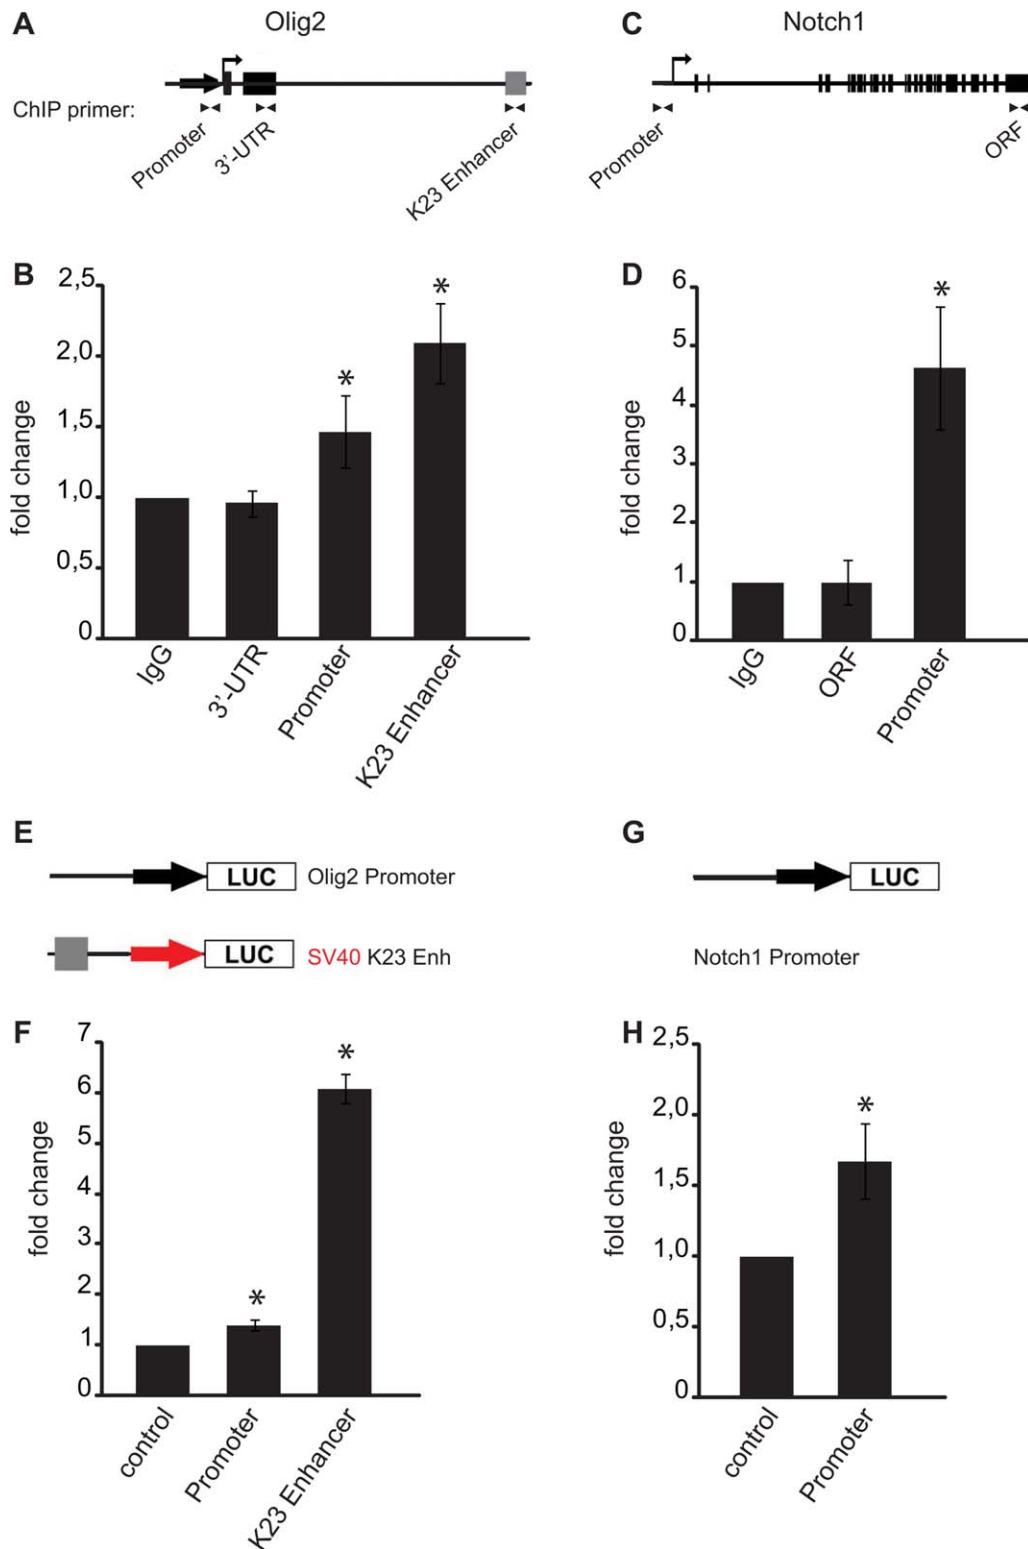 A
Olig2
ChIP primer:
Promoter
3'-UTR
K23 Enhancer
C
Notch1
Promoter
ORF
B
fold change
2,5
2,0
1,5
1,0
0,5
0
*
*
IgG
3'-UTR
Promoter
K23 Enhancer
D
fold change
6
5
4
3
2
1
0
*
IgG
ORF
Promoter
E
LUC Olig2 Promoter
LUC SV40 K23 Enh
G
LUC
Notch1 Promoter
F
fold change
7
6
5
4
3
2
1
0
*
*
control
Promoter
K23 Enhancer
H
fold change
2,5
2,0
1,5
1,0
0,5
0
*
control
Promoter